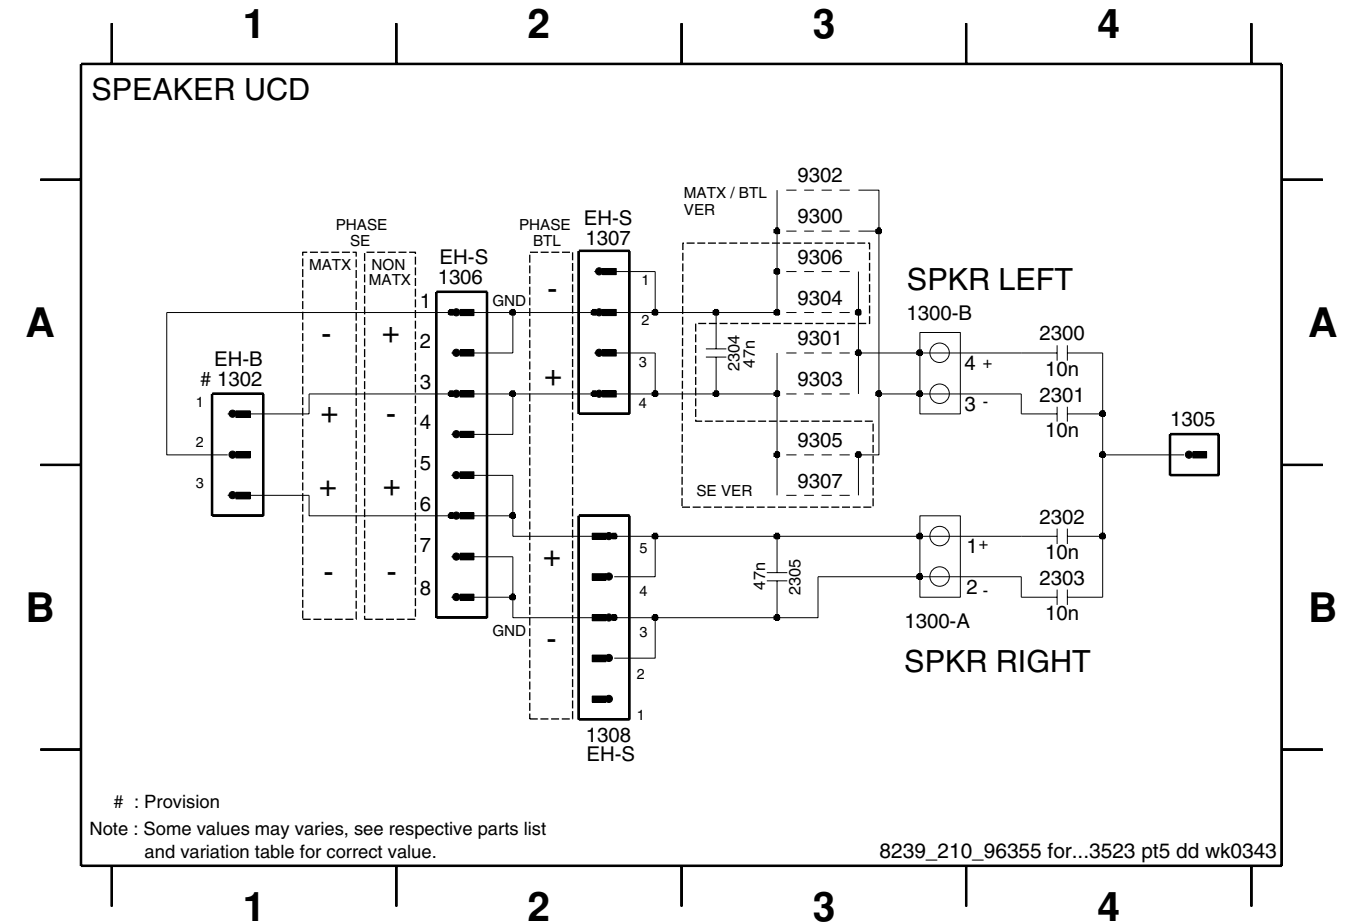 1 2 3 4
SPEAKER UCD
A
A
B
B
PHASE
SE
MATX
NON
MATX
-
+
+
-
+
+
-
-
EH-B
# 1302
1
2
3
EH-S
1306
1
2
3
4
5
6
7
8
GND
GND
PHASE
BTL
-
+
+
-
EH-S
1307
1
2
3
4
5
4
3
2
1
1308
EH-S
MATX / BTL
VER
9302
9300
9306
9304
9301
9303
9305
9307
SE VER
2304
47n
47n
2305
SPKR LEFT
1300-B
4 +
3 -
1+
2 -
1300-A
SPKR RIGHT
2300
10n
2301
10n
2302
10n
2303
10n
1305
# : Provision
Note : Some values may varies, see respective parts list
and variation table for correct value.
8239_210_96355 for...3523 pt5 dd wk0343
1 2 3 4